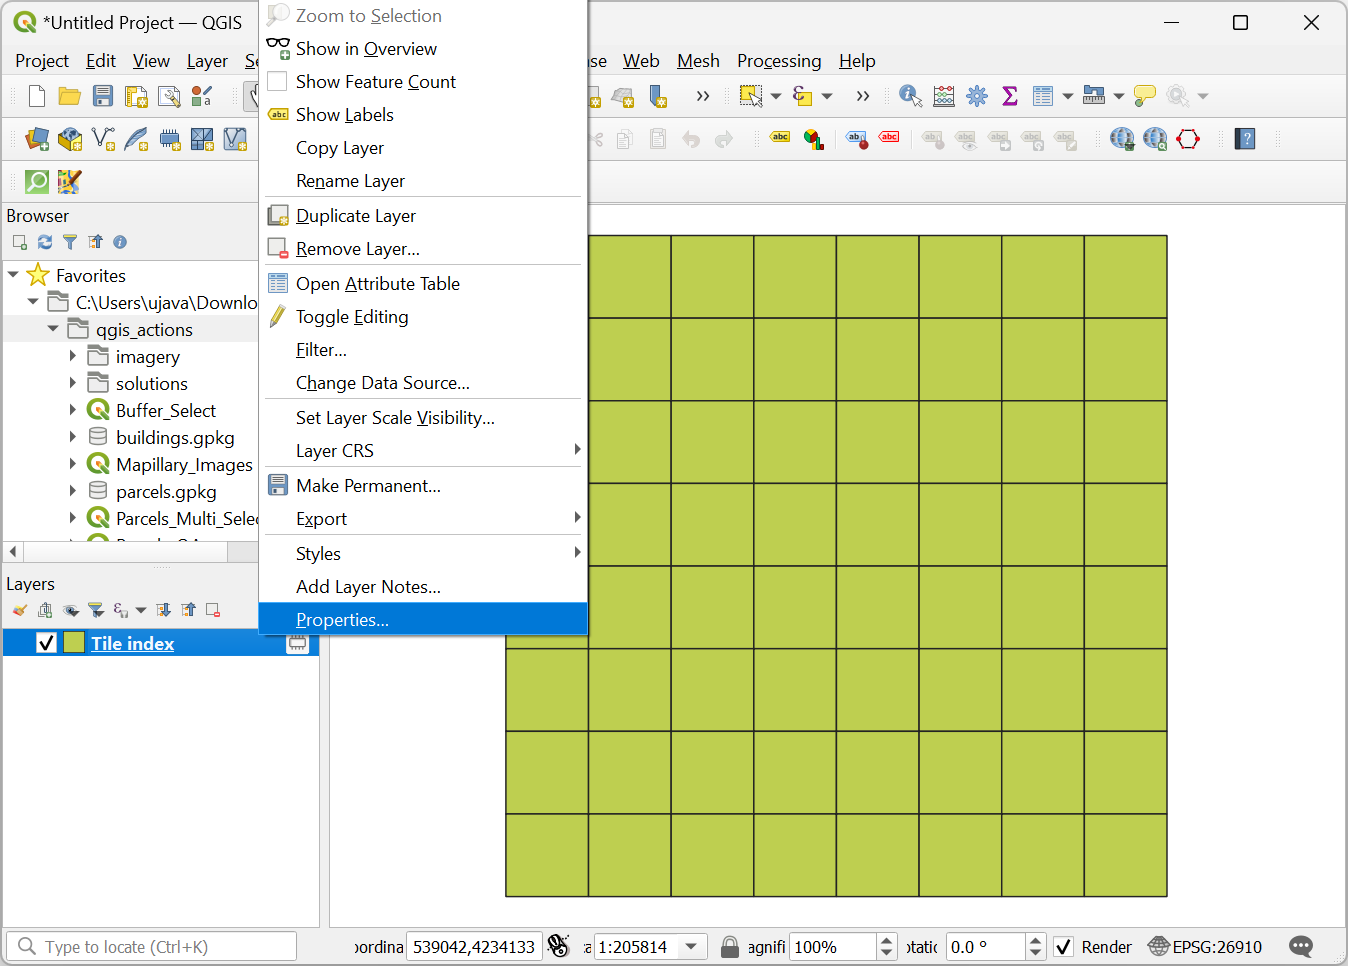 *Untitled Project — QGIS
Project Edit View Layer Se
se Web Mesh Processing Help
Zoom to Selection
Show in Overview
Show Feature Count
abc Show Labels
Copy Layer
Rename Layer
Duplicate Layer
Remove Layer...
Open Attribute Table
Toggle Editing
Filter...
Change Data Source...
Set Layer Scale Visibility...
Layer CRS
Make Permanent...
Export
Styles
Add Layer Notes...
Properties...
Browser
Favorites
C:\Users\ujava\Downlo
qgis_actions
imagery
solutions
Buffer_Select
buildings.gpkg
Mapillary_Images
parcels.gpkg
Parcels_Multi_Selec
Layers
Tile index
Type to locate (Ctrl+K)
oordina 539042,4234133 1:205814 agnifi 100% otatic 0.0 ° Render EPSG:26910